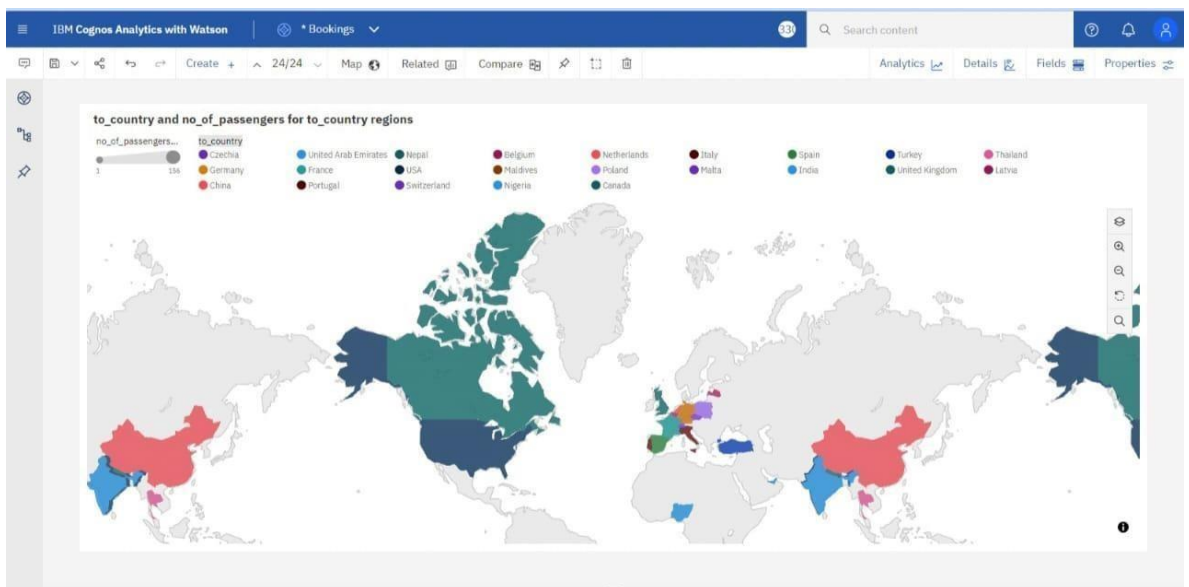 IBM Cognos Analytics with Watson
* Bookings
Search content
Create +
24/24
Map
Related
Compare
Analytics
Details
Fields
Properties
to_country and no_of_passengers for to_country regions
no_of_passengers...
1 156
to_country
Czechia United Arab Emirates Nepal Belgium Netherlands Italy Spain Turkey Thailand
Germany France USA Maldives Poland Malta India United Kingdom Latvia
China Portugal Switzerland Nigeria Canada